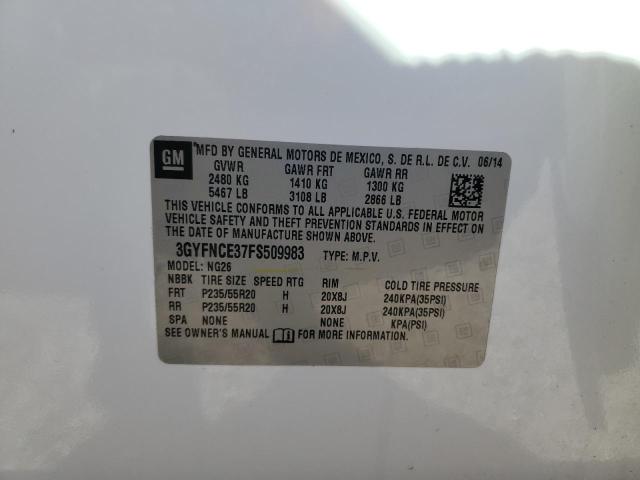 GM MFD BY GENERAL MOTORS DE MEXICO, S. DE R.L. DE C.V. 06/14
GVWR GAWR FRT GAWR RR
2480 KG 1410 KG 1300 KG
5467 LB 3108 LB 2866 LB
THIS VEHICLE CONFORMS TO ALL APPLICABLE U.S. FEDERAL MOTOR
VEHICLE SAFETY AND THEFT PREVENTION STANDARDS IN EFFECT ON
THE DATE OF MANUFACTURE SHOWN ABOVE.
3GYFNCE37FS509983 TYPE: M.P.V.
MODEL: NG26
NBBK TIRE SIZE SPEED RTG RIM COLD TIRE PRESSURE
FRT P235/55R20 H 20X8J 240KPA(35PSI)
RR P235/55R20 H 20X8J 240KPA(35PSI)
SPA NONE NONE KPA(PSI)
SEE OWNER'S MANUAL FOR MORE INFORMATION.